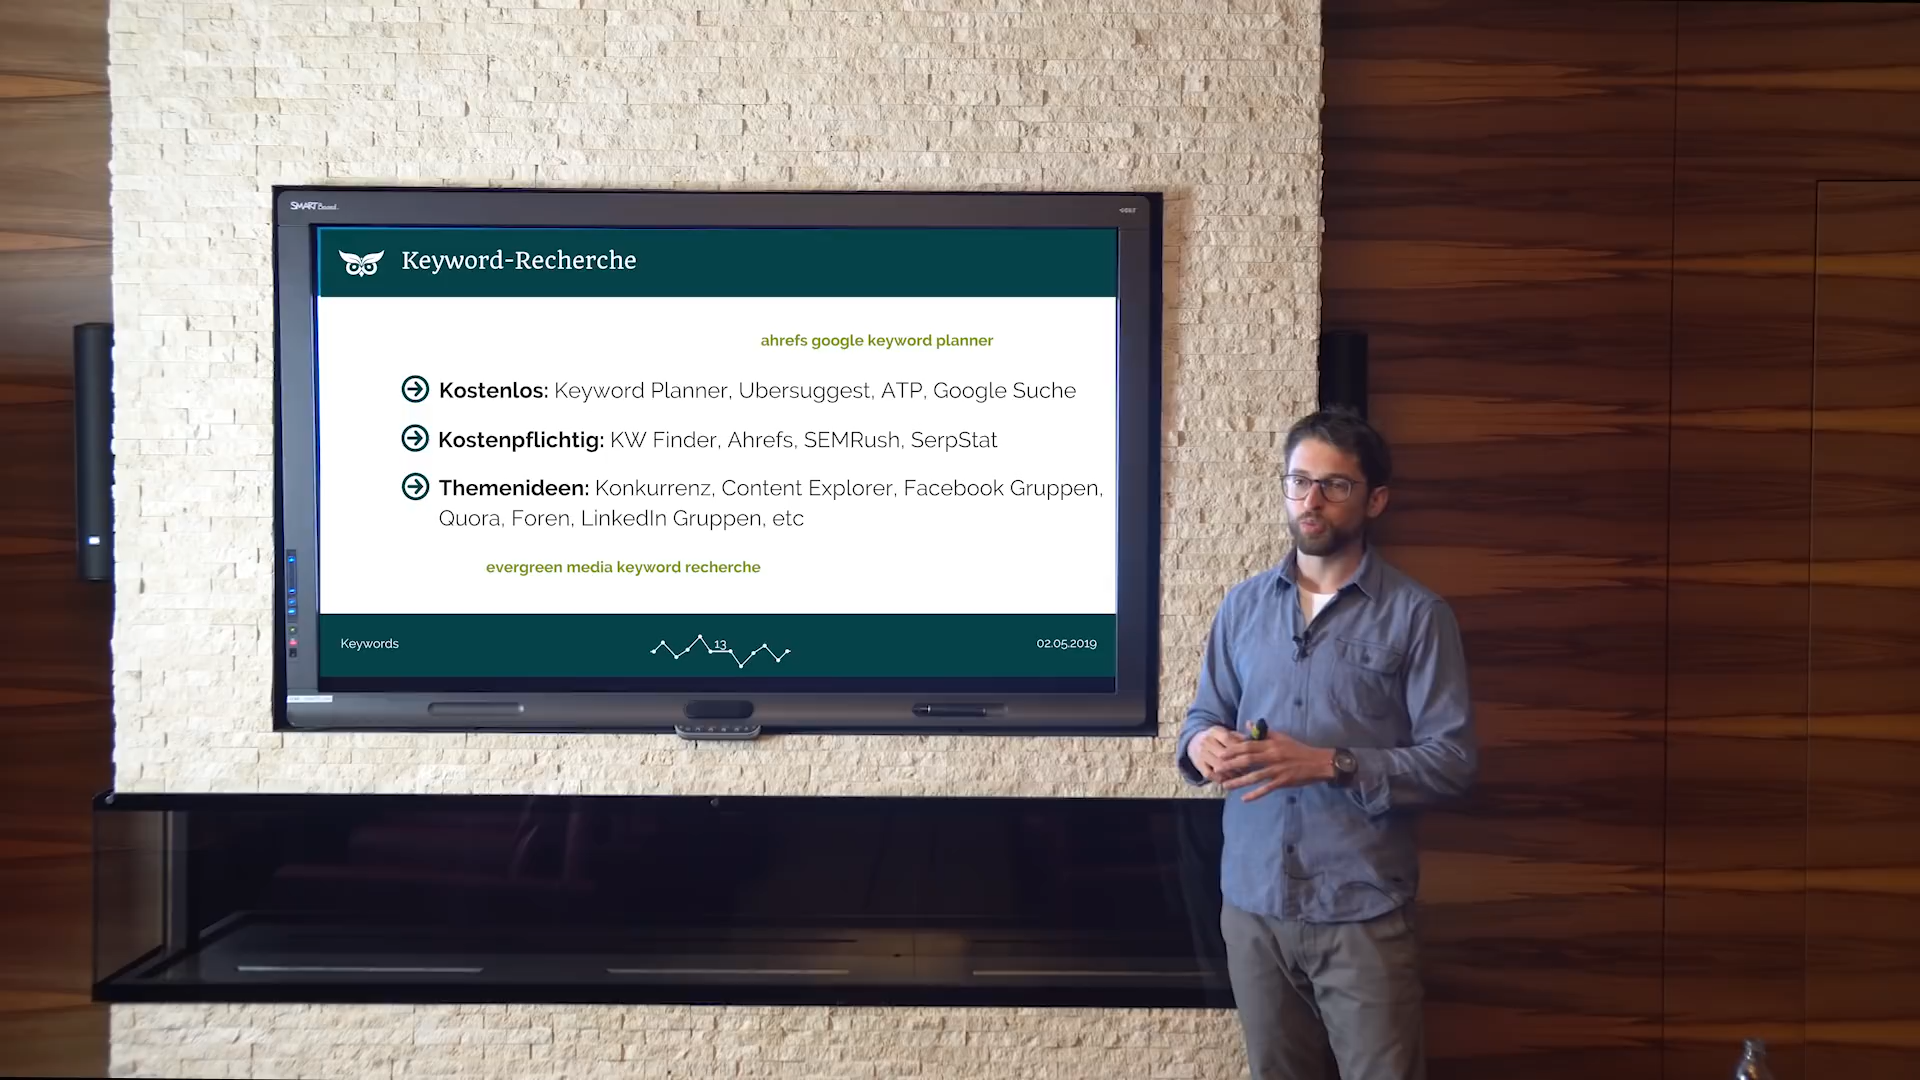 SMART Board
Keyword-Recherche
ahrefs google keyword planner
Kostenlos: Keyword Planner, Ubersuggest, ATP, Google Suche
Kostenpflichtig: KW Finder, Ahrefs, SEMRush, SerpStat
Themenideen: Konkurrenz, Content Explorer, Facebook Gruppen,
Quora, Foren, LinkedIn Gruppen, etc
evergreen media keyword recherche
Keywords
13
02.05.2019